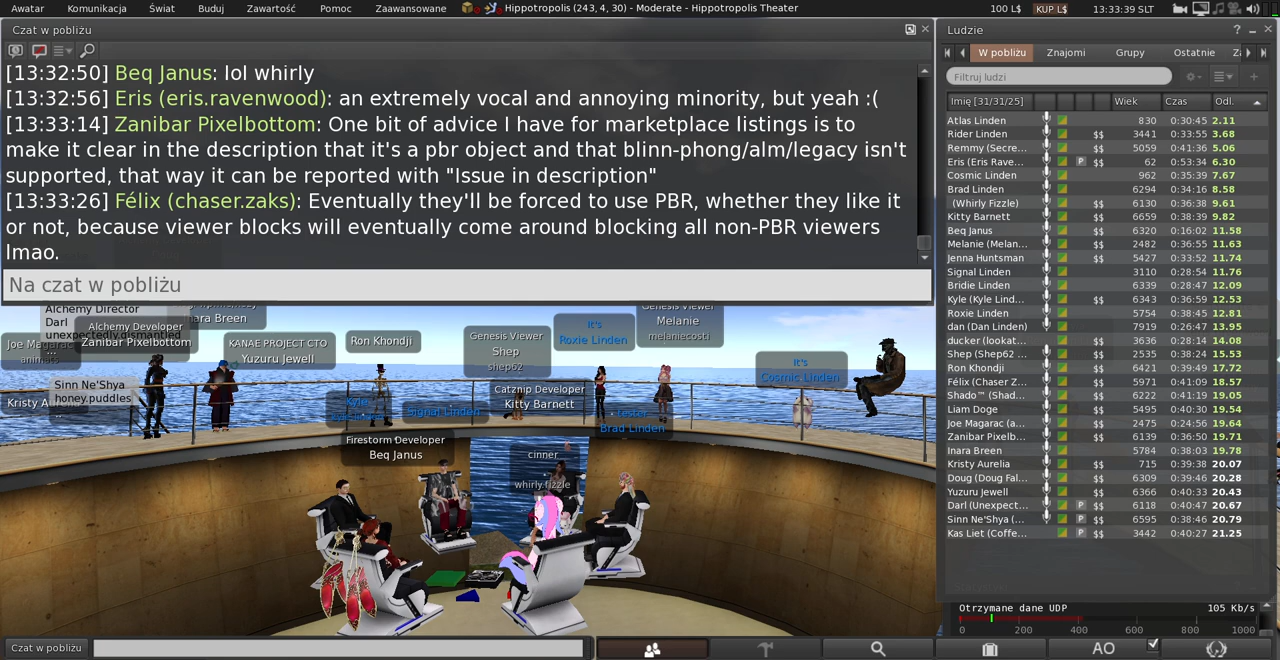 Awatar Komunikacja Świat Buduj Zawartość Pomoc Zaawansowane Hippotropolis (243, 4, 30) - Moderate - Hippotropolis Theater 100 L$ KUP L$ 13:33:39 SLT
Czat w pobliżu
[13:32:50] Beq Janus: lol whirly
[13:32:56] Eris (eris.ravenwood): an extremely vocal and annoying minority, but yeah :(
[13:33:14] Zanibar Pixelbottom: One bit of advice I have for marketplace listings is to
make it clear in the description that it's a pbr object and that blinn-phong/alm/legacy isn't
supported, that way it can be reported with "Issue in description"
[13:33:26] Félix (chaser.zaks): Eventually they'll be forced to use PBR, whether they like it
or not, because viewer blocks will eventually come around blocking all non-PBR viewers
lmao.
Na czat w pobliżu
Alchemy Director
Darl
unexpectedly.dismantled
Alchemy Developer
Zanibar Pixelbottom
...
Joe Magarac
Inara Breen
KANAE PROJECT CTO
Yuzuru Jewell
Ron Khondji
Genesis Viewer
Shep
shep62
It's
Roxie Linden
Genesis Viewer
Melanie
melaniecosti
It's
Cosmic Linden
Sinn Ne'Shya
honey.puddles
..
Kristy
Kyle
Signal Linden
Catznip Developer
Kitty Barnett
Tester
Brad Linden
Firestorm Developer
Beq Janus
cinner
whirly.fizzle
Czat w pobliżu
Ludzie
? _ ×
W pobliżu Znajomi Grupy Ostatnie
Filtruj ludzi
Imię [31/31/25] Wiek Czas Odl.
Atlas Linden 830 0:30:45 2.11
Rider Linden $$ 3441 0:33:55 3.68
Remmy (Secre... $$ 5059 0:41:36 5.06
Eris (Eris Rave... P $$ 62 0:53:34 6.30
Cosmic Linden 962 0:35:39 7.67
Brad Linden 6294 0:34:16 8.58
(Whirly Fizzle) $$ 6130 0:36:38 9.61
Kitty Barnett $$ 6659 0:38:39 9.82
Beq Janus $$ 6320 0:16:02 11.58
Melanie (Melan... $$ 2482 0:36:55 11.63
Jenna Huntsman $$ 5427 0:33:52 11.74
Signal Linden 3110 0:28:54 11.76
Bridie Linden 6339 0:28:47 12.09
Kyle (Kyle Lind... $$ 6343 0:36:59 12.53
Roxie Linden 5754 0:38:45 12.81
dan (Dan Linden) 7919 0:26:47 13.95
ducker (lookat... $$ 3636 0:28:14 14.08
Shep (Shep62 ... $$ 2535 0:38:24 15.53
Ron Khondji $$ 6421 0:39:49 17.72
Félix (Chaser Z... $$ 5971 0:41:09 18.57
Shado™ (Shad... $$ 6222 0:41:19 19.05
Liam Doge $$ 5495 0:40:30 19.54
Joe Magarac (a... $$ 2475 0:24:56 19.64
Zanibar Pixelb... $$ 6139 0:36:50 19.71
Inara Breen 5784 0:38:03 19.78
Kristy Aurelia $$ 715 0:39:38 20.07
Doug (Doug Fal... $$ 6309 0:39:46 20.28
Yuzuru Jewell $$ 6366 0:40:33 20.43
Darl (Unexpect... P $$ 6118 0:40:47 20.67
Sinn Ne'Shya (... P $$ 6595 0:38:46 20.79
Kas Liet (Coffe... P $$ 3442 0:40:27 21.25
Otrzymane dane UDP 105 Kb/s
0 200 400 600 800 1000
AO